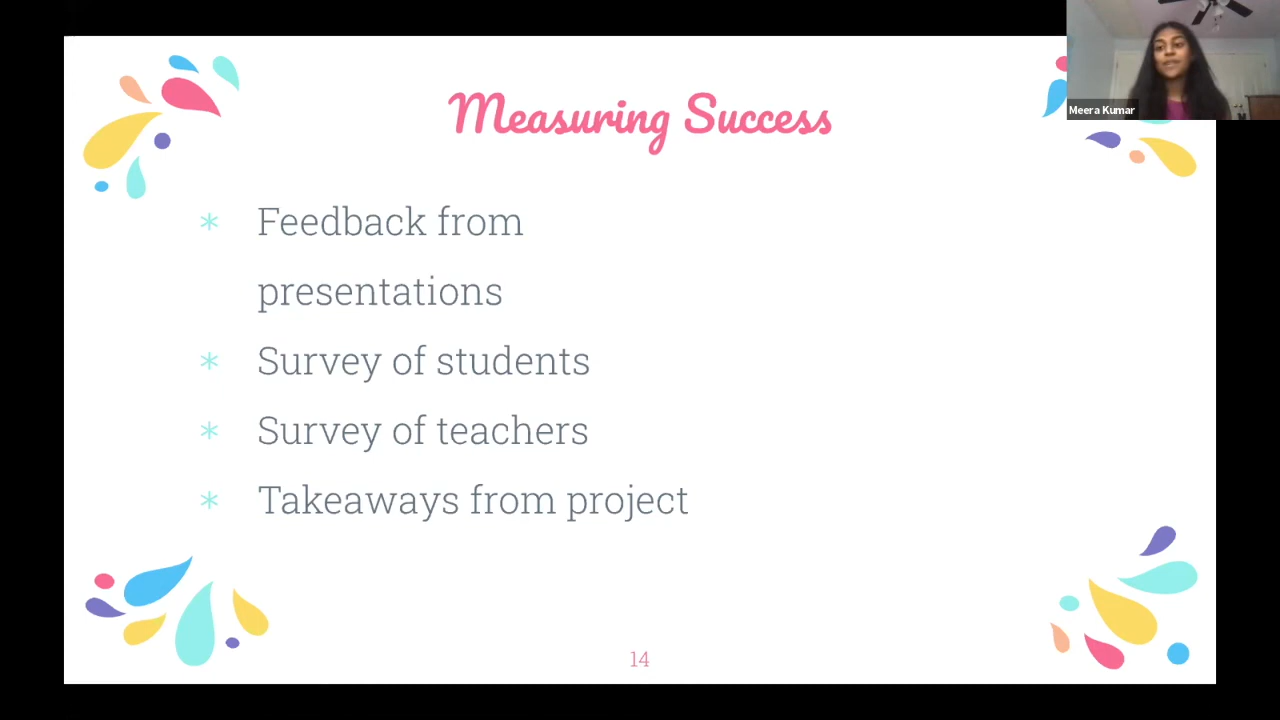 Measuring Success
Meera Kumar
* Feedback from
presentations
* Survey of students
* Survey of teachers
* Takeaways from project
14